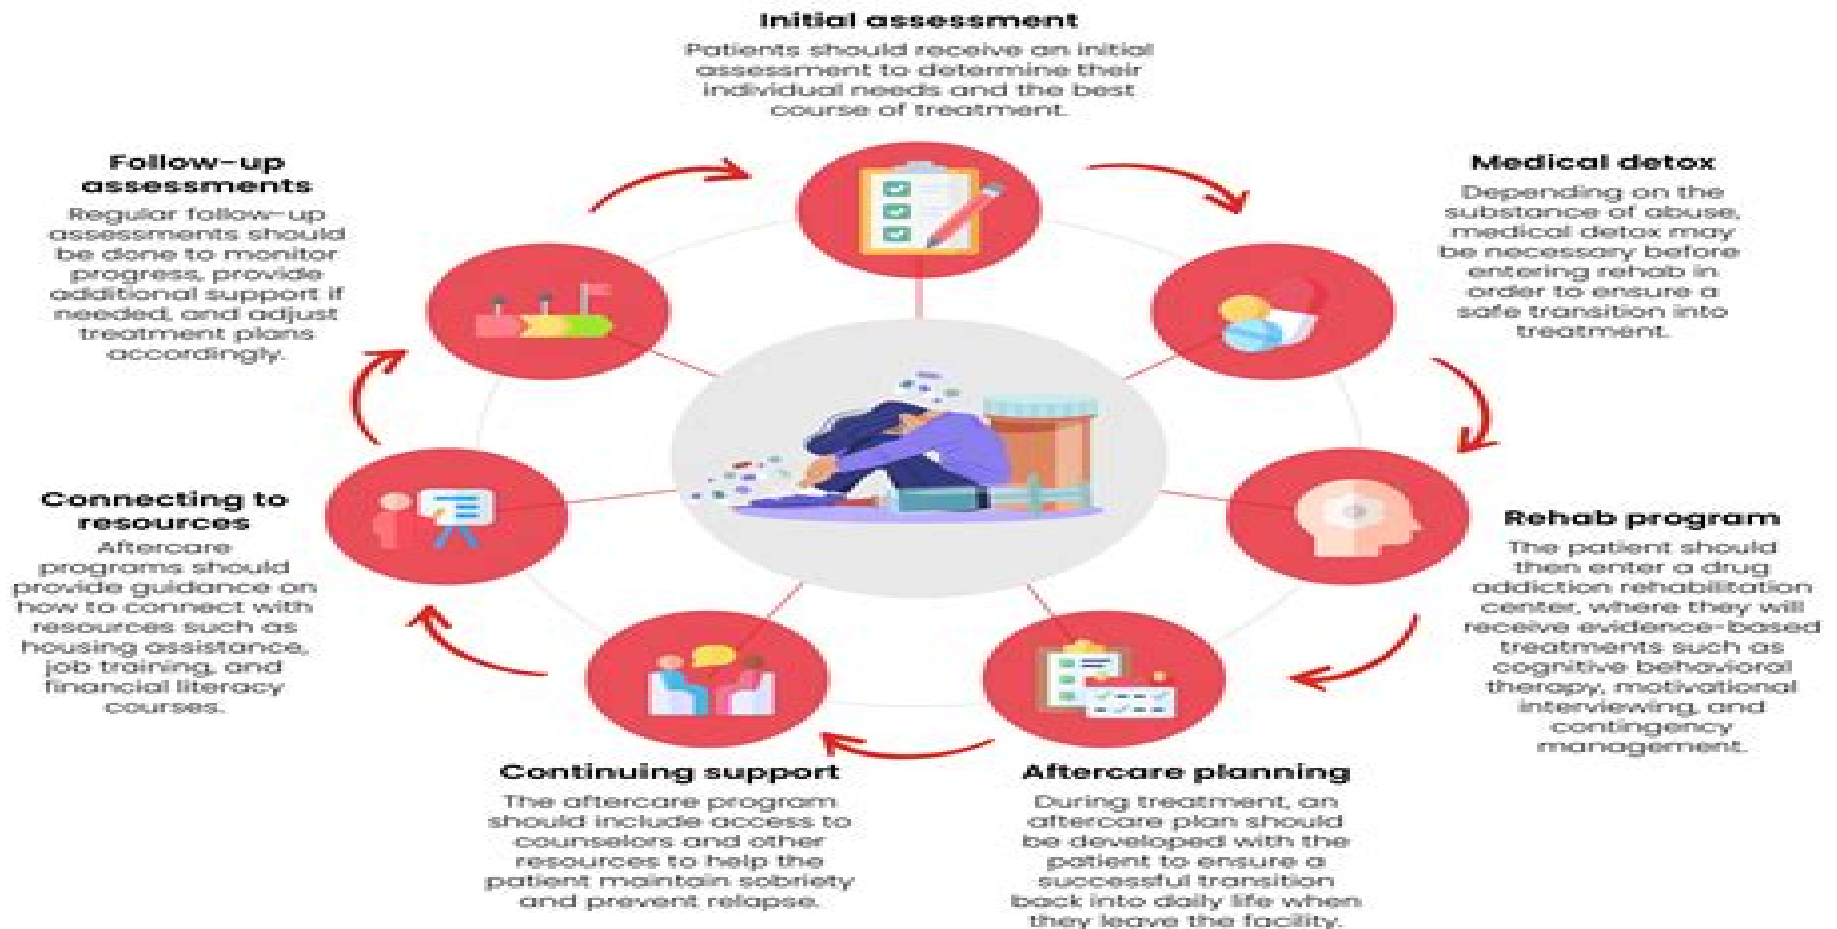 Initial assessment
Patients should receive an initial
assessment to determine their
individual needs and the best
course of treatment.
Medical detox
Depending on the
substance of abuse,
medical detox may
be necessary before
entering rehab in
order to ensure a
safe transition into
treatment.
Rehab program
The patient should
then enter a drug
addiction rehabilitation
center, where they will
receive evidence-based
treatments such as
cognitive behavioral
therapy, motivational
interviewing, and
contingency
management.
Aftercare planning
During treatment, an
aftercare plan should
be developed with the
patient to ensure a
successful transition
back into daily life when
they leave the facility.
Continuing support
The aftercare program
should include access to
counselors and other
resources to help the
patient maintain sobriety
and prevent relapse.
Connecting to
resources
Aftercare
programs should
provide guidance on
how to connect with
resources such as
housing assistance,
job training, and
financial literacy
courses.
Follow-up
assessments
Regular follow-up
assessments should
be done to monitor
progress, provide
additional support if
needed, and adjust
treatment plans
accordingly.